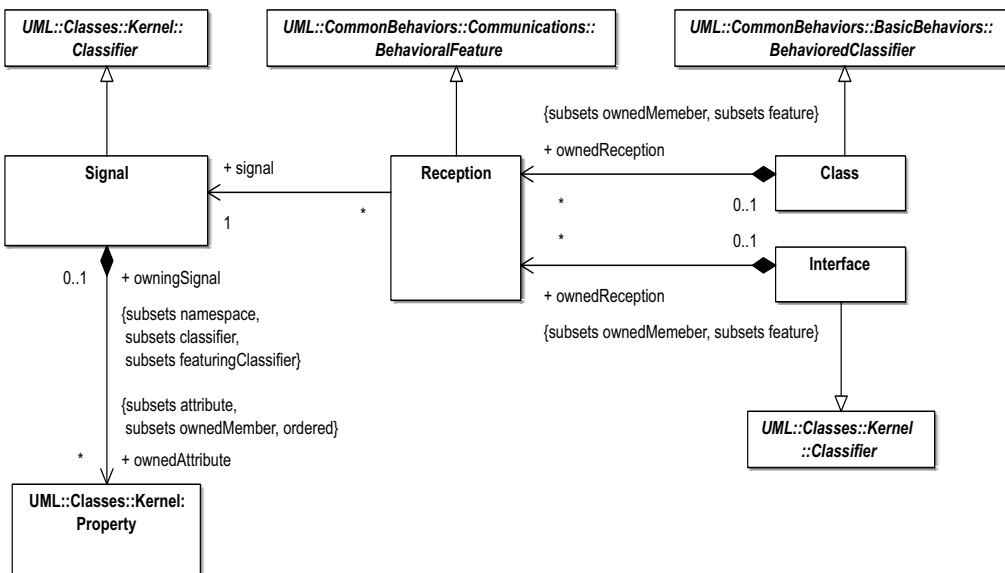 UML::Classes::Kernel::
Classifier
UML::CommonBehaviors::Communications::
BehavioralFeature
UML::CommonBehaviors::BasicBehaviors::
BehavioredClassifier
{subsets ownedMemeber, subsets feature}
+ ownedReception
Signal
+ signal
Reception
Class
*
1
*
0..1
*
0..1
Interface
0..1
+ owningSignal
+ ownedReception
{subsets namespace,
subsets classifier,
subsets featuringClassifier}
{subsets ownedMemeber, subsets feature}
{subsets attribute,
subsets ownedMember, ordered}
*
+ ownedAttribute
UML::Classes::Kernel
::Classifier
UML::Classes::Kernel:
Property